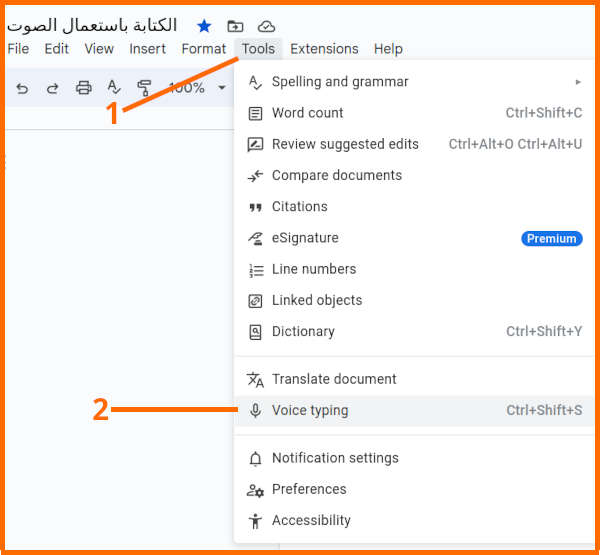 الكتابة باستعمال الصوت
File Edit View Insert Format Tools Extensions Help
100%
1
Spelling and grammar
Word count Ctrl+Shift+C
Review suggested edits Ctrl+Alt+O Ctrl+Alt+U
Compare documents
Citations
eSignature Premium
Line numbers
Linked objects
Dictionary Ctrl+Shift+Y
Translate document
2 Voice typing Ctrl+Shift+S
Notification settings
Preferences
Accessibility